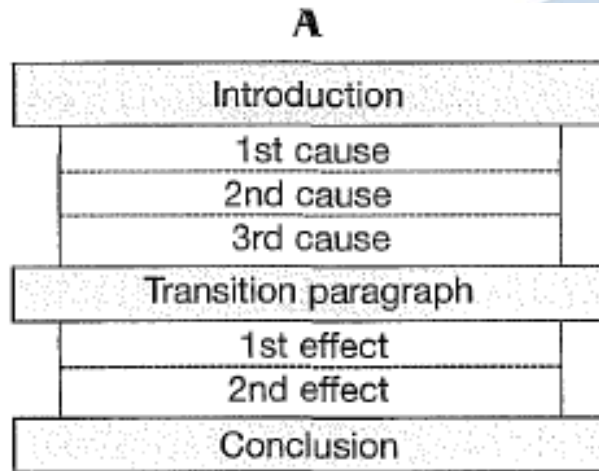 A
Introduction
1st cause
2nd cause
3rd cause
Transition paragraph
1st effect
2nd effect
Conclusion